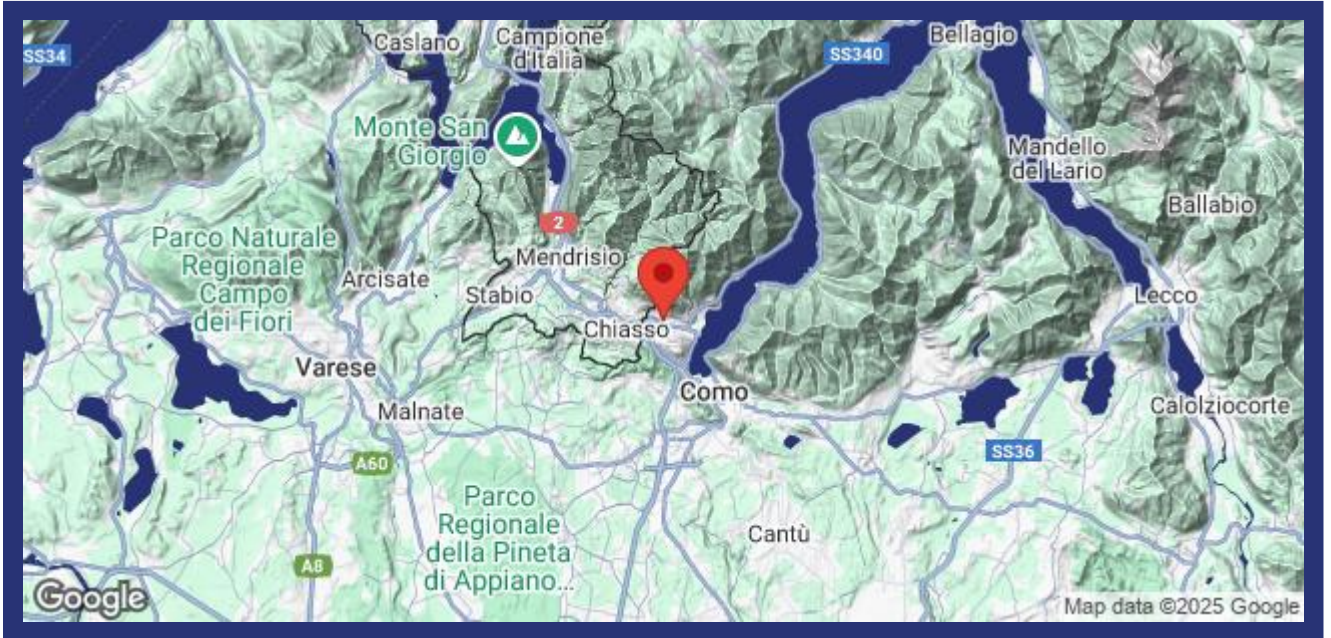 SS34
Caslano
Campione
d'Italia
SS340
Bellagio
Monte San
Giorgio
Mandello
del Lario
Ballabio
2
Parco Naturale
Regionale
Campo
dei Fiori
Arcisate
Mendrisio
Stabio
Chiasso
Lecco
Varese
Malnate
Como
Calolziocorte
A60
SS36
Parco
Regionale
della Pineta
di Appiano...
Cantù
A8
Google
Map data ©2025 Google